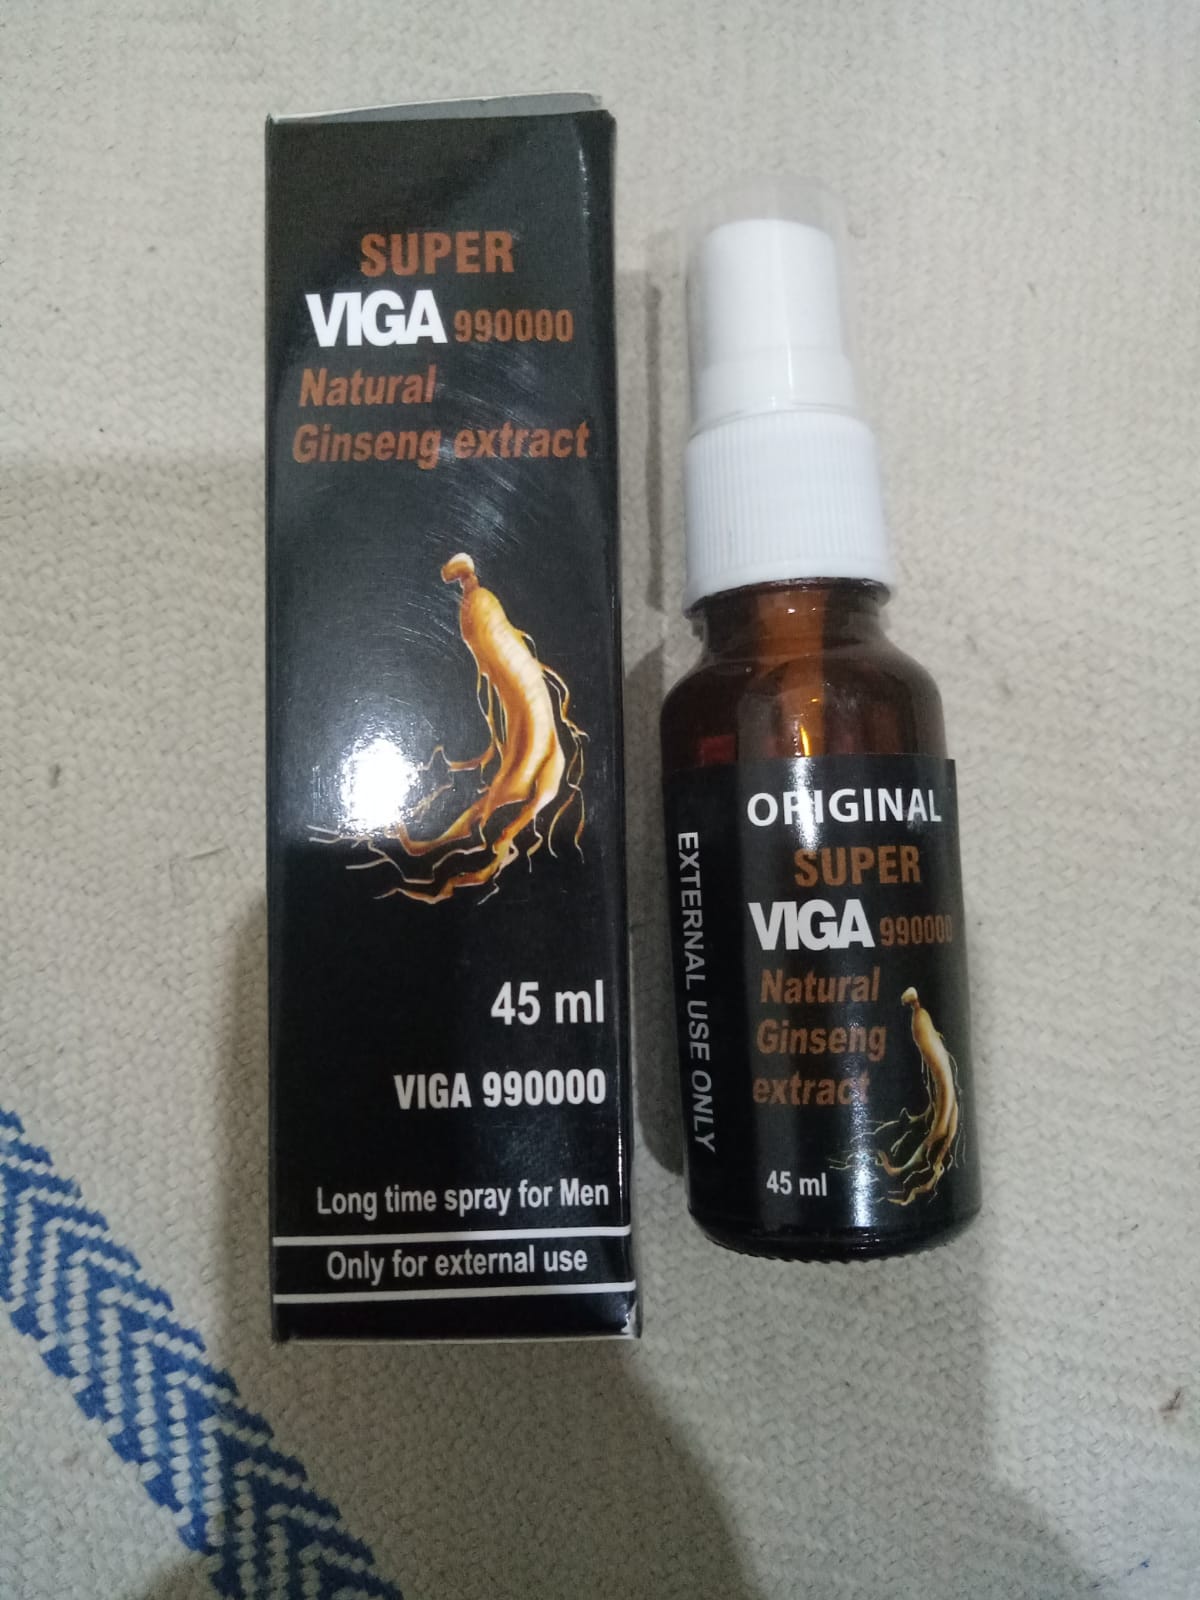 SUPER
VIGA 990000
Natural
Ginseng extract
45 ml
VIGA 990000
Long time spray for Men
Only for external use
ORIGINAL
SUPER
VIGA 990000
Natural
Ginseng
extract
45 ml
EXTERNAL USE ONLY